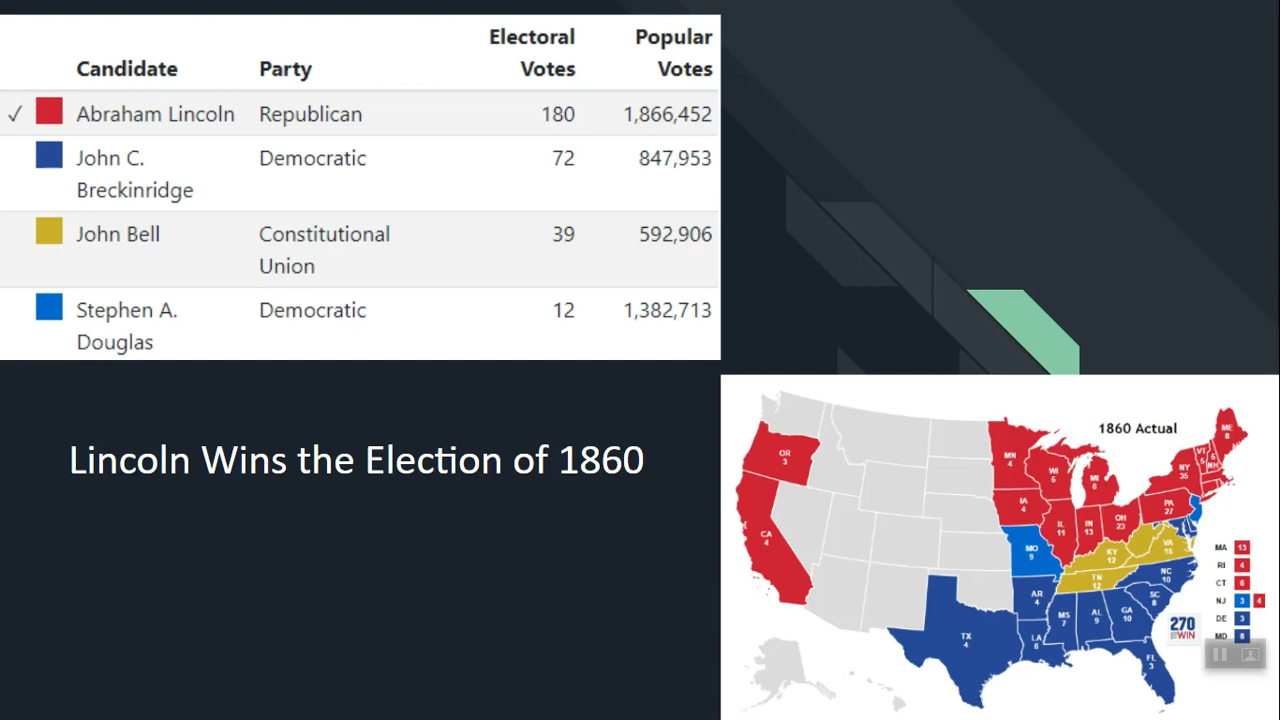 Electoral Popular
Candidate Party Votes Votes
✓ Abraham Lincoln Republican 180 1,866,452
John C. Democratic 72 847,953
Breckinridge
John Bell Constitutional 39 592,906
Union
Stephen A. Democratic 12 1,382,713
Douglas
Lincoln Wins the Election of 1860
1860 Actual
OR
3
CA
4
MN
4
IA
4
WI
5
MI
6
IL
11
IN
13
OH
23
PA
27
NY
35
VT
5
5
NH
ME
8
MO
9
KY
12
TN
12
VA
15
NC
10
SC
8
GA
10
AL
9
MS
7
AR
4
LA
6
TX
4
FL
3
MA 13
RI 4
CT 6
NJ 3 4
DE 3
MD 8
270
TO WIN